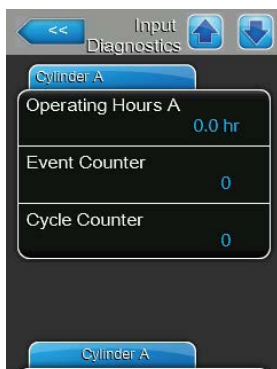 <<
Input
Diagnostics
Cylinder A
Operating Hours A
0.0 hr
Event Counter
0
Cycle Counter
0
Cylinder A